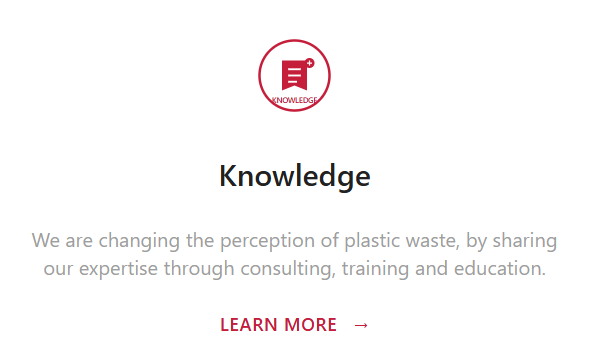 KNOWLEDGE
Knowledge
We are changing the perception of plastic waste, by sharing
our expertise through consulting, training and education.
LEARN MORE →